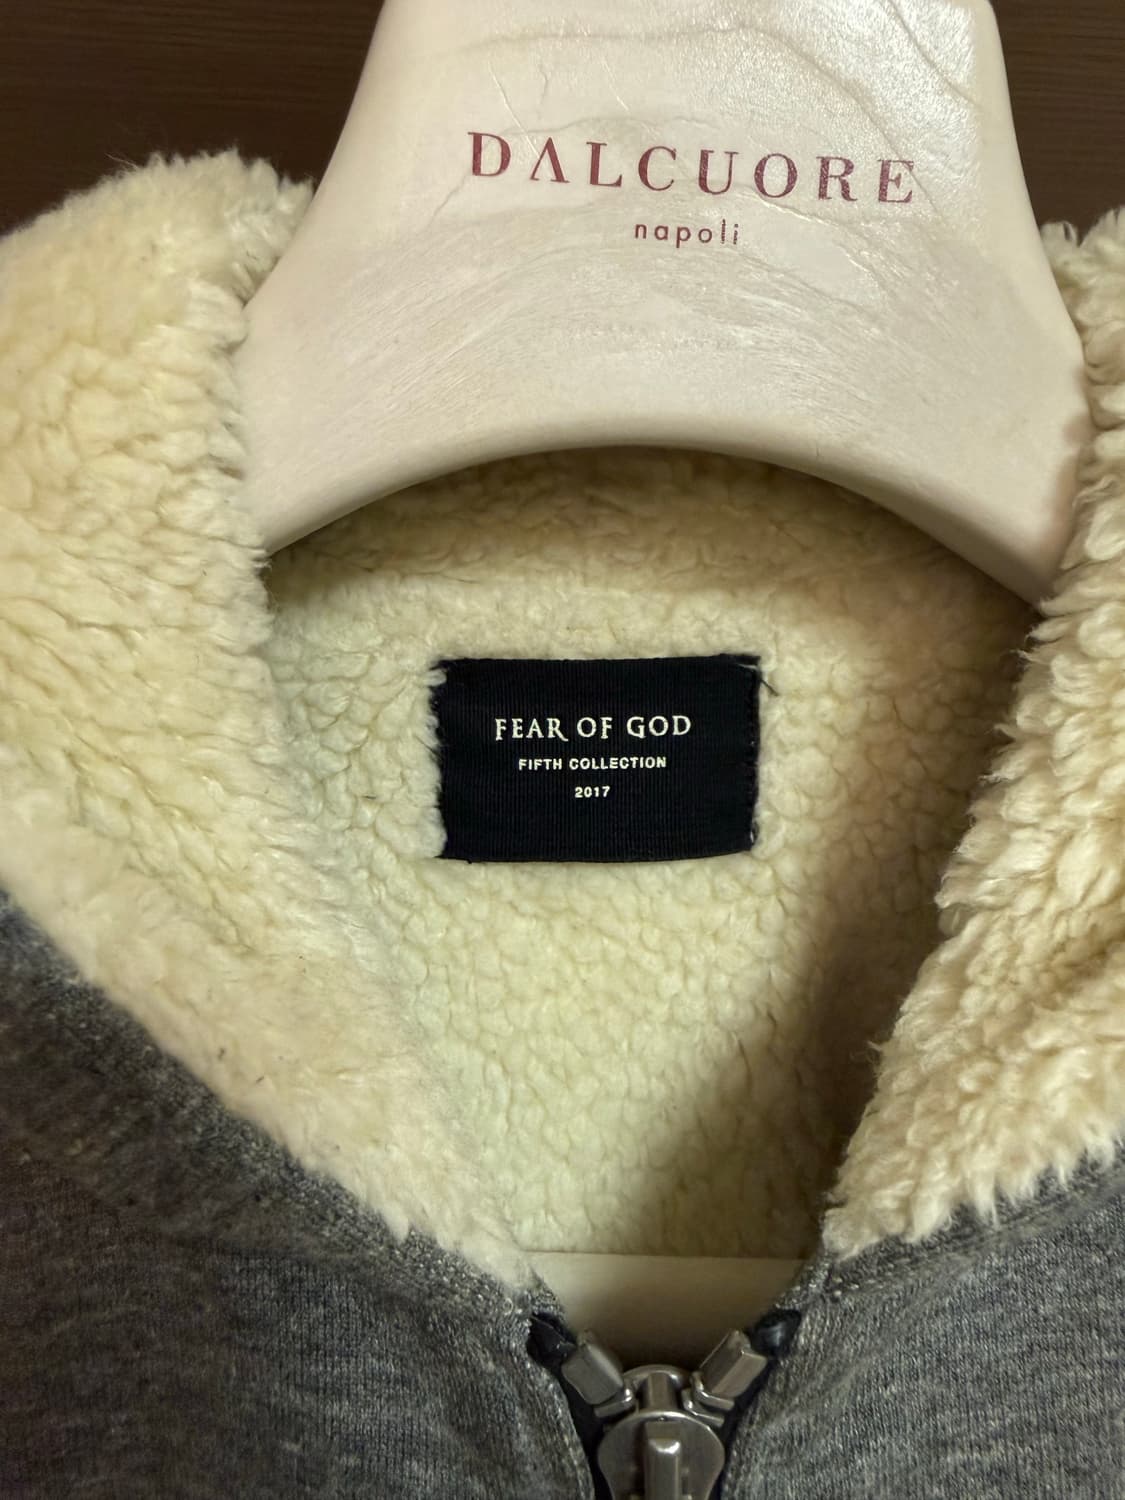 DALCUORE
napoli
FEAR OF GOD
FIFTH COLLECTION
2017